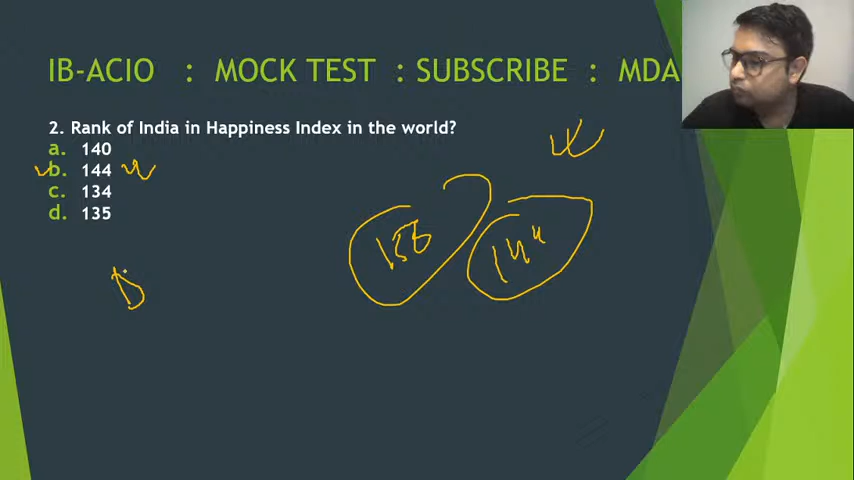 IB-ACIO : MOCK TEST : SUBSCRIBE : MDA
2. Rank of India in Happiness Index in the world?
a. 140
b. 144
c. 134
d. 135
156
144